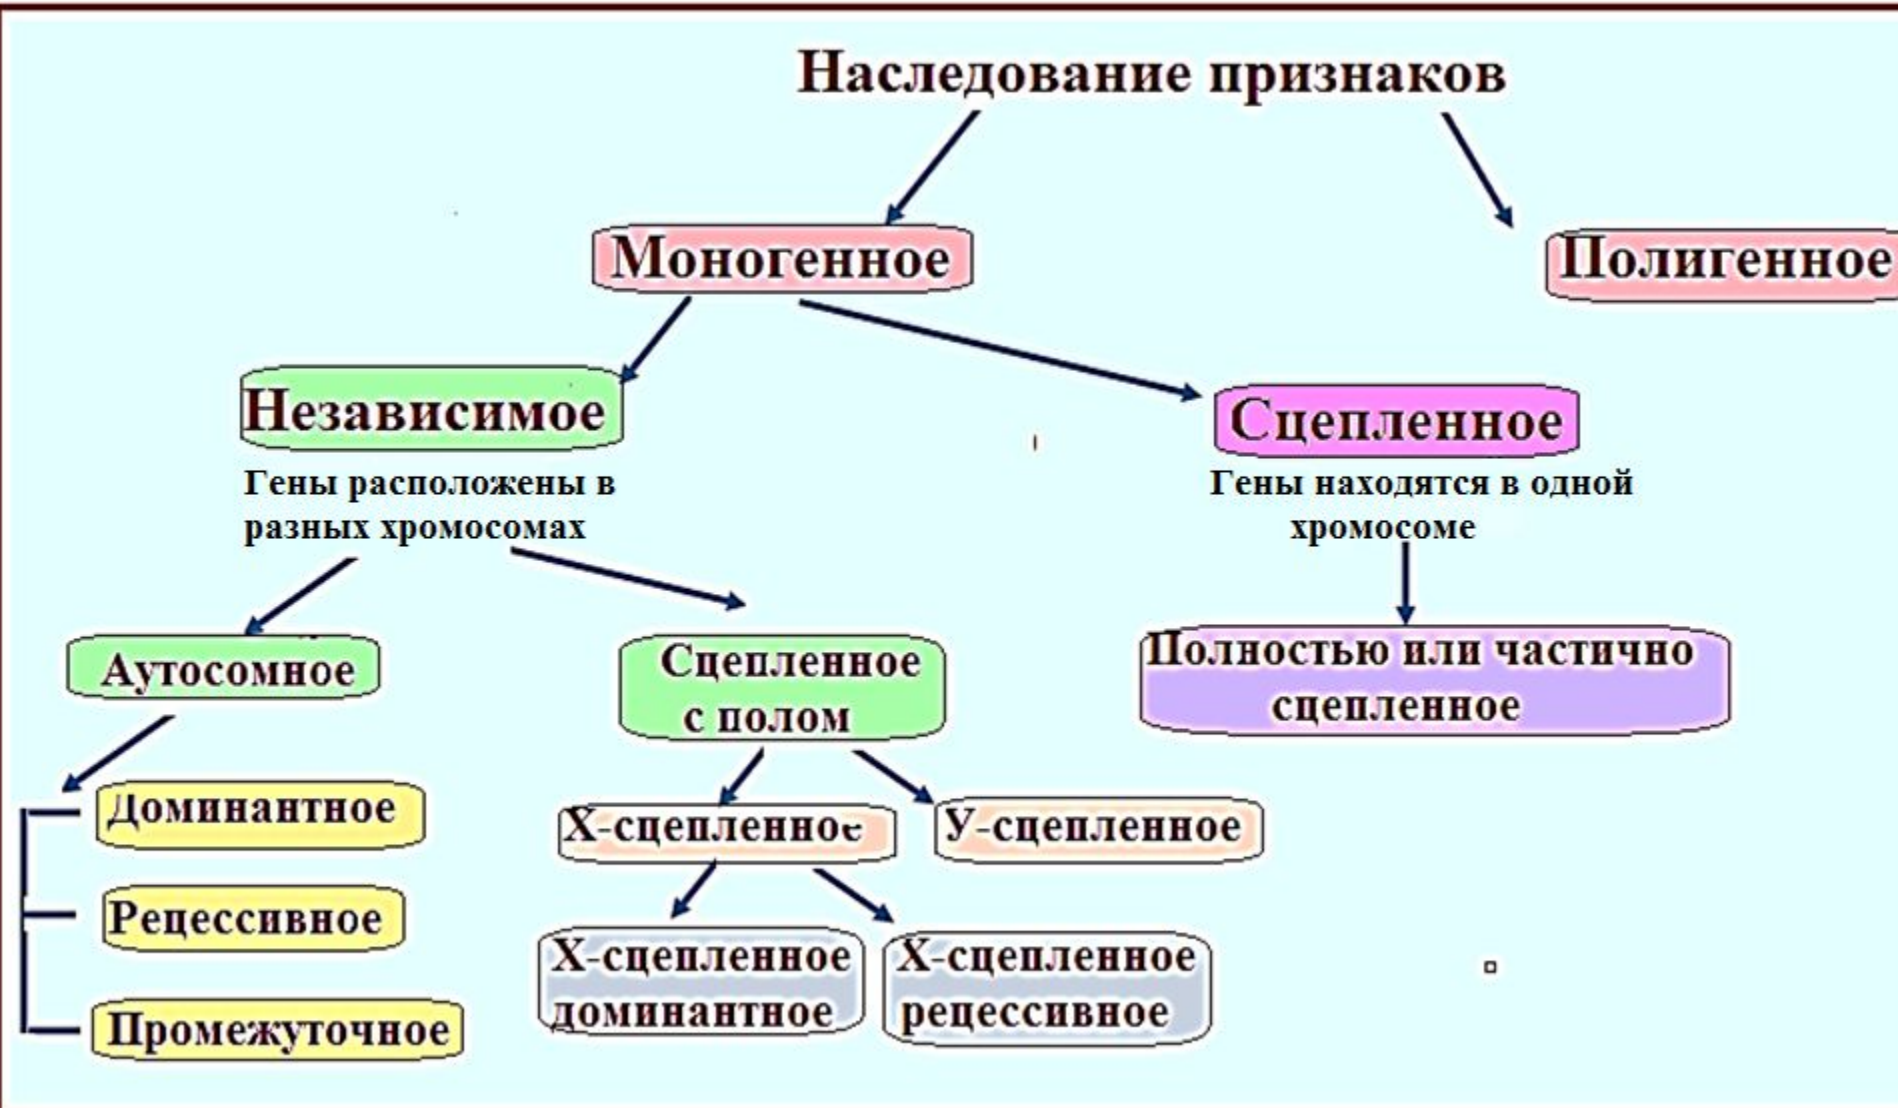 Наследование признаков
Моногенное
Полигенное
Независимое
Сцепленное
Гены расположены в
разных хромосомах
Гены находятся в одной
хромосоме
Аутосомное
Сцепленное
с полом
Полностью или частично
сцепленное
Доминантное
Рецессивное
Промежуточное
Х-сцепленное
У-сцепленное
Х-сцепленное
доминантное
Х-сцепленное
рецессивное